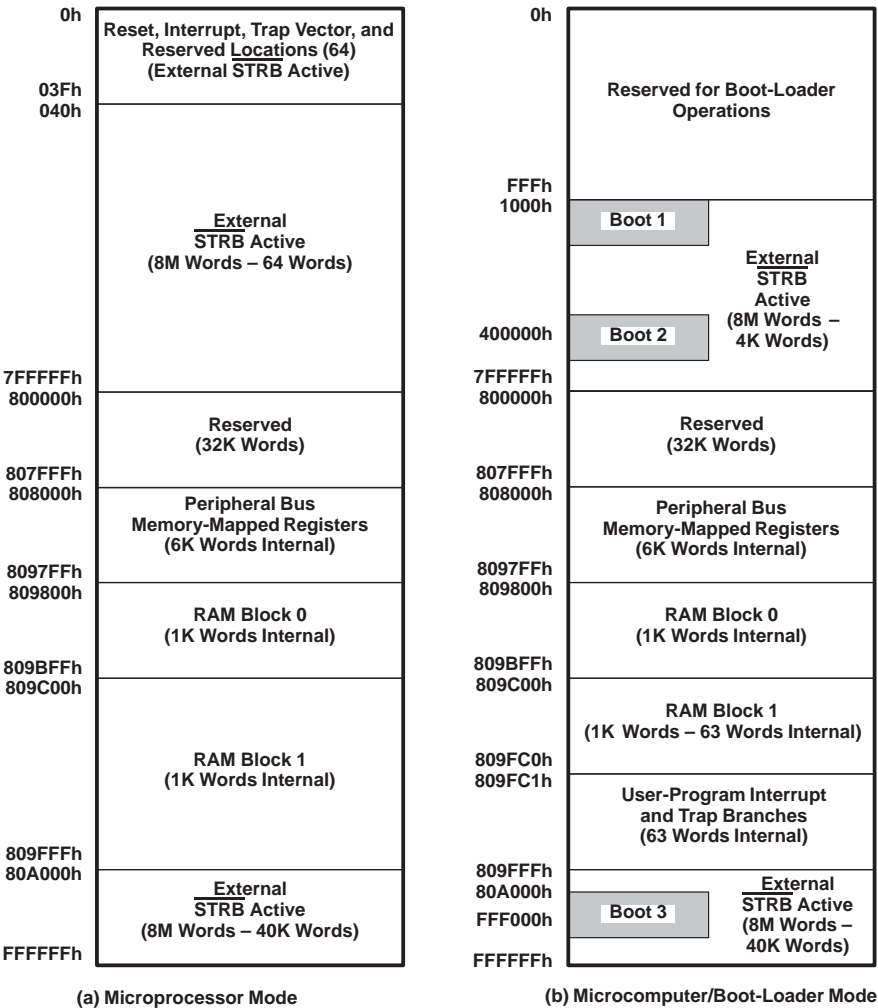 0h
Reset, Interrupt, Trap Vector, and
Reserved Locations (64)
(External STRB Active)
03Fh
040h
External
STRB Active
(8M Words – 64 Words)
7FFFFFh
800000h
Reserved
(32K Words)
807FFFh
808000h
Peripheral Bus
Memory-Mapped Registers
(6K Words Internal)
8097FFh
809800h
RAM Block 0
(1K Words Internal)
809BFFh
809C00h
RAM Block 1
(1K Words Internal)
809FFFh
80A000h
External
STRB Active
(8M Words – 40K Words)
FFFFFFh
(a) Microprocessor Mode
0h
Reserved for Boot-Loader
Operations
FFFh
1000h
Boot 1
External
STRB
Active
(8M Words –
4K Words)
400000h
Boot 2
7FFFFFh
800000h
Reserved
(32K Words)
807FFFh
808000h
Peripheral Bus
Memory-Mapped Registers
(6K Words Internal)
8097FFh
809800h
RAM Block 0
(1K Words Internal)
809BFFh
809C00h
RAM Block 1
(1K Words – 63 Words Internal)
809FC0h
809FC1h
User-Program Interrupt
and Trap Branches
(63 Words Internal)
809FFFh
80A000h
Boot 3
FFF000h
External
STRB Active
(8M Words –
40K Words)
FFFFFFh
(b) Microcomputer/Boot-Loader Mode